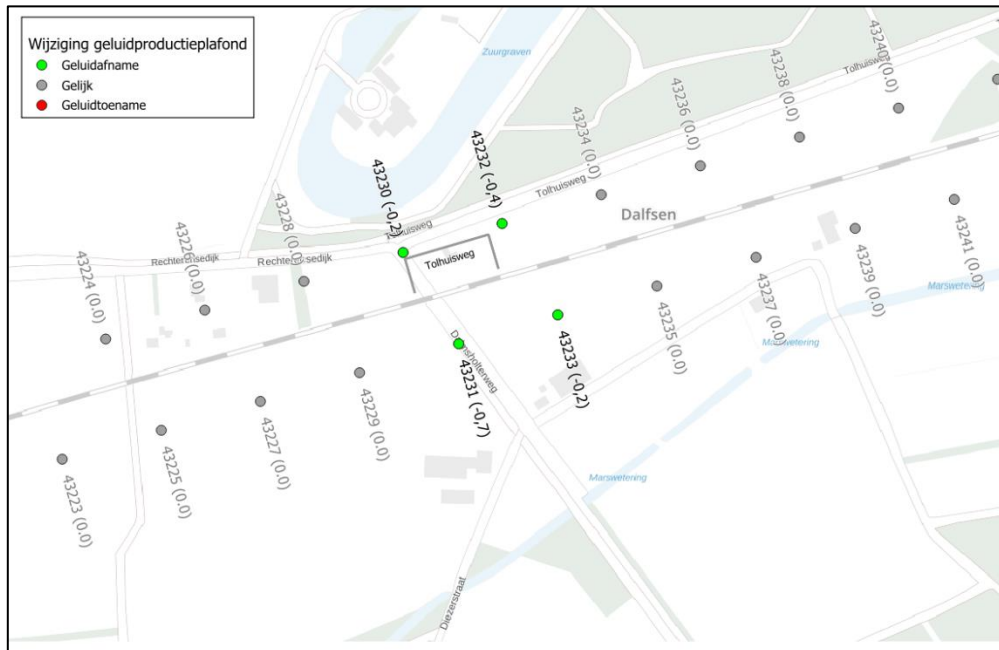 Wijziging geluidproductieplafond
Geluidafname
Gelijk
Geluidtoename
Zuurgraven
Tolhuisweg
43240 (0.0)
43238 (0.0)
43236 (0.0)
43234 (0.0)
43232 (-0,4)
43230 (-0,2)
43228 (0.0)
43226 (0.0)
43224 (0.0)
Tolhuisweg
Tolhuisweg
Rechterensedijk
Rechterensedijk
Tolhuisweg
Dalfsen
43241 (0.0)
43239 (0.0)
43237 (0.0)
43235 (0.0)
43233 (-0,2)
43231 (-0,7)
43229 (0.0)
43227 (0.0)
43225 (0.0)
43223 (0.0)
Marswetering
Marswetering
Marswetering
Diezerstraat